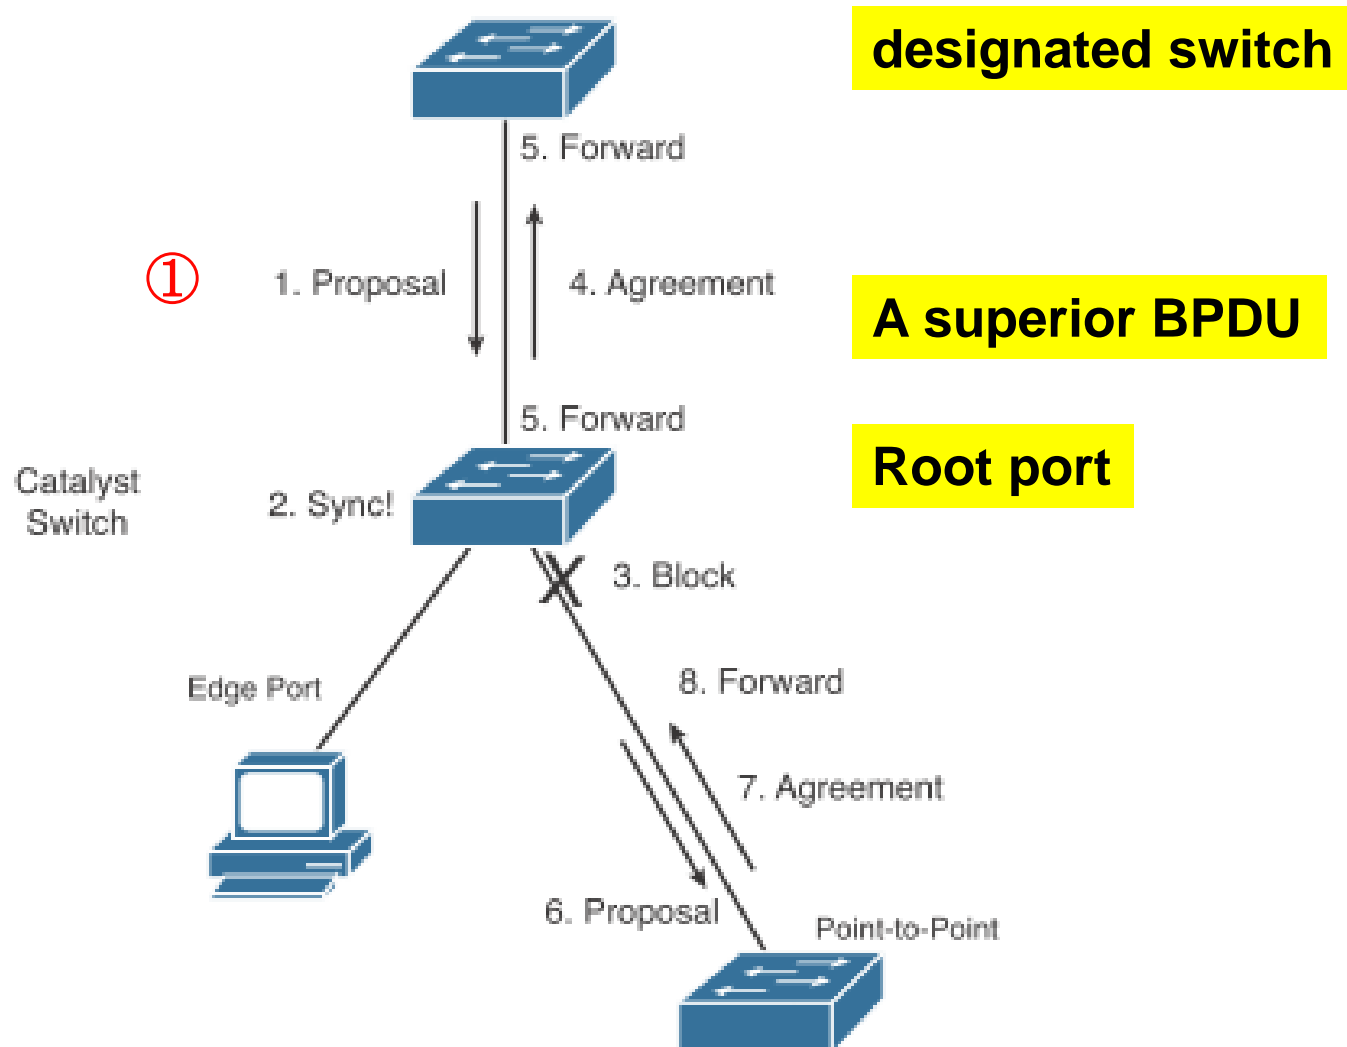 designated switch
5. Forward
①
1. Proposal
4. Agreement
A superior BPDU
5. Forward
Root port
Catalyst
Switch
2. Sync!
3. Block
Edge Port
8. Forward
7. Agreement
6. Proposal
Point-to-Point